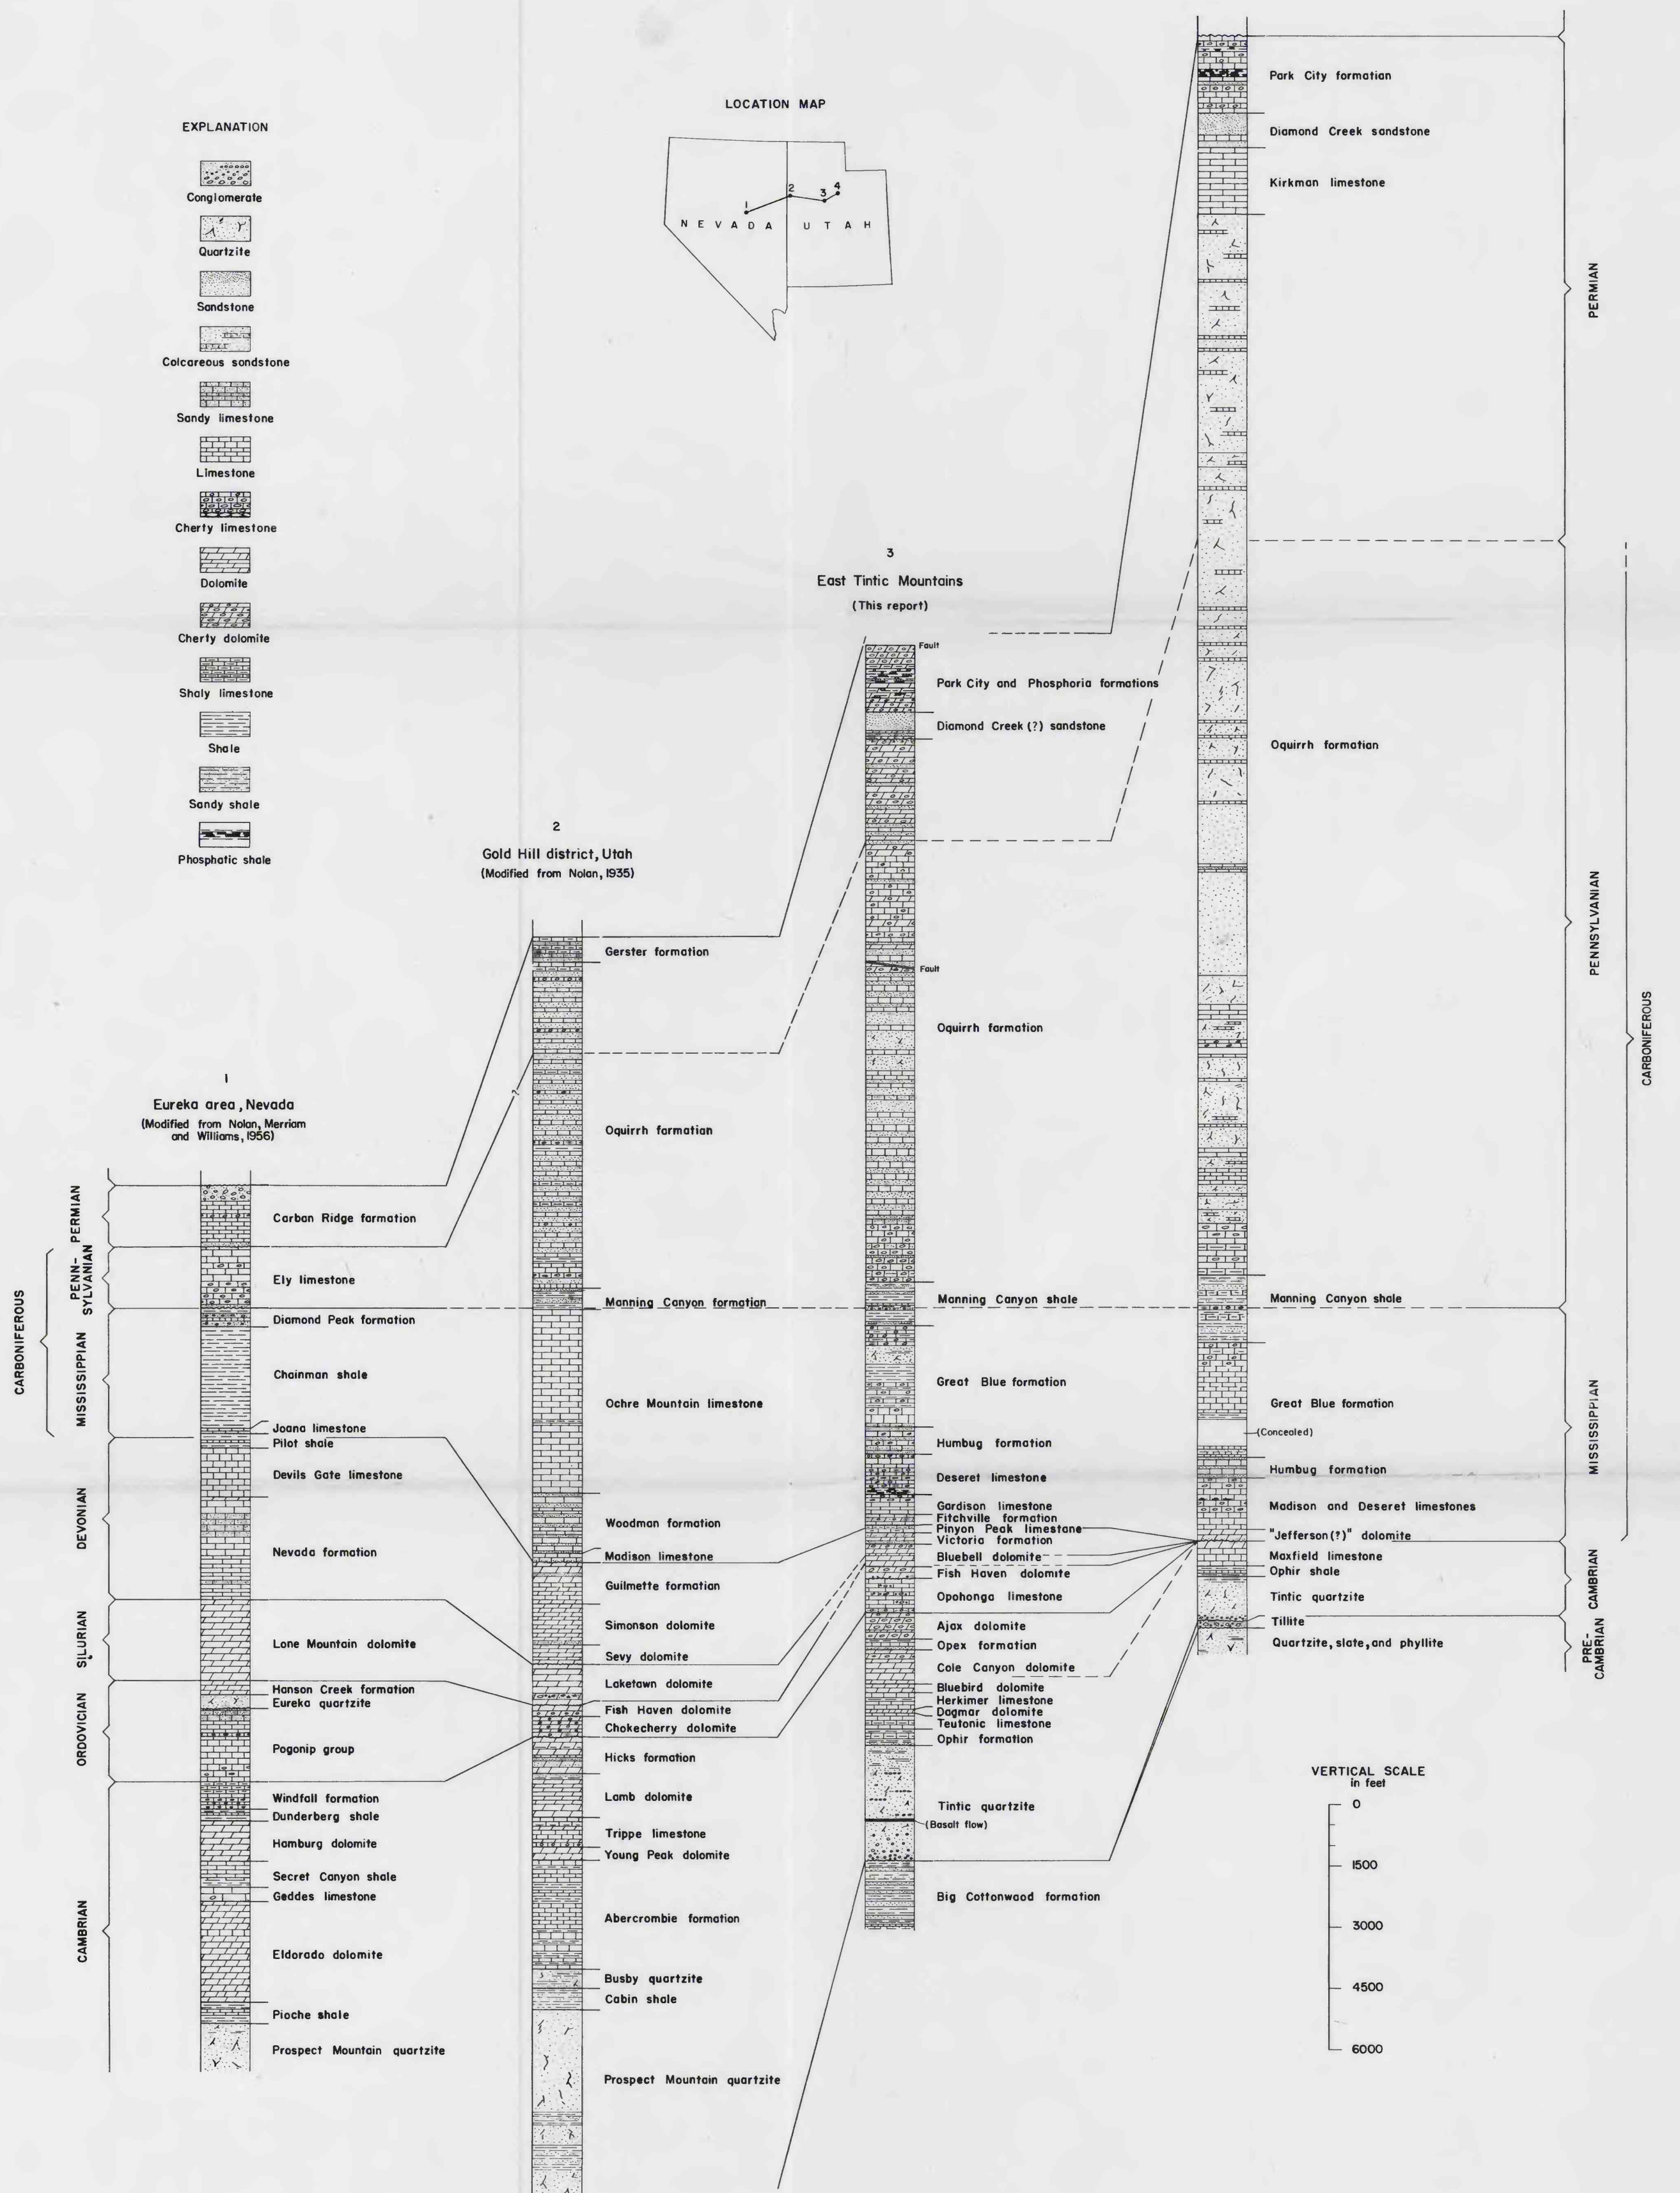 EXPLANATION
Conglomerate
Quartzite
Sandstone
Calcareous sandstone
Sandy limestone
Limestone
Cherty limestone
Dolomite
Cherty dolomite
Shaly limestone
Shale
Sandy shale
Phosphatic shale
LOCATION MAP
1
2
3
4
NEVADA
UTAH
1
Eureka area, Nevada
(Modified from Nolan, Merriam
and Williams, 1956)
Carbon Ridge formation
Ely limestone
Diamond Peak formation
Chainman shale
Joana limestone
Pilot shale
Devils Gate limestone
Nevada formation
Lone Mountain dolomite
Hanson Creek formation
Eureka quartzite
Pogonip group
Windfall formation
Dunderberg shale
Hamburg dolomite
Secret Canyon shale
Geddes limestone
Eldorado dolomite
Pioche shale
Prospect Mountain quartzite
PERMIAN
PENN-
SYLVANIAN
MISSISSIPPIAN
CARBONIFEROUS
DEVONIAN
SILURIAN
ORDOVICIAN
CAMBRIAN
2
Gold Hill district, Utah
(Modified from Nolan, 1935)
Gerster formation
?
Oquirrh formation
Manning Canyon formation
Ochre Mountain limestone
Woodman formation
Madison limestone
Guilmette formation
Simonson dolomite
Sevy dolomite
Laketown dolomite
Fish Haven dolomite
Chokecherry dolomite
Hicks formation
Lamb dolomite
Trippe limestone
Young Peak dolomite
Abercrombie formation
Busby quartzite
Cabin shale
Prospect Mountain quartzite
3
East Tintic Mountains
(This report)
Fault
Park City and Phosphoria formations
Diamond Creek (?) sandstone
Fault
Oquirrh formation
Manning Canyon shale
Great Blue formation
Humbug formation
Deseret limestone
Gardison limestone
Fitchville formation
Pinyon Peak limestone
Victoria formation
Bluebell dolomite
Fish Haven dolomite
Opohonga limestone
Ajax dolomite
Opex formation
Cole Canyon dolomite
Bluebird dolomite
Herkimer limestone
Dagmar dolomite
Teutonic limestone
Ophir formation
Tintic quartzite
(Basalt flow)
Big Cottonwood formation
Park City formation
Diamond Creek sandstone
Kirkman limestone
Oquirrh formation
Manning Canyon shale
Great Blue formation
(Concealed)
Humbug formation
Madison and Deseret limestones
"Jefferson(?)" dolomite
Maxfield limestone
Ophir shale
Tintic quartzite
Tillite
Quartzite, slate, and phyllite
PERMIAN
PENNSYLVANIAN
CARBONIFEROUS
MISSISSIPPIAN
CAMBRIAN
PRE-
CAMBRIAN
VERTICAL SCALE
in feet
0
1500
3000
4500
6000